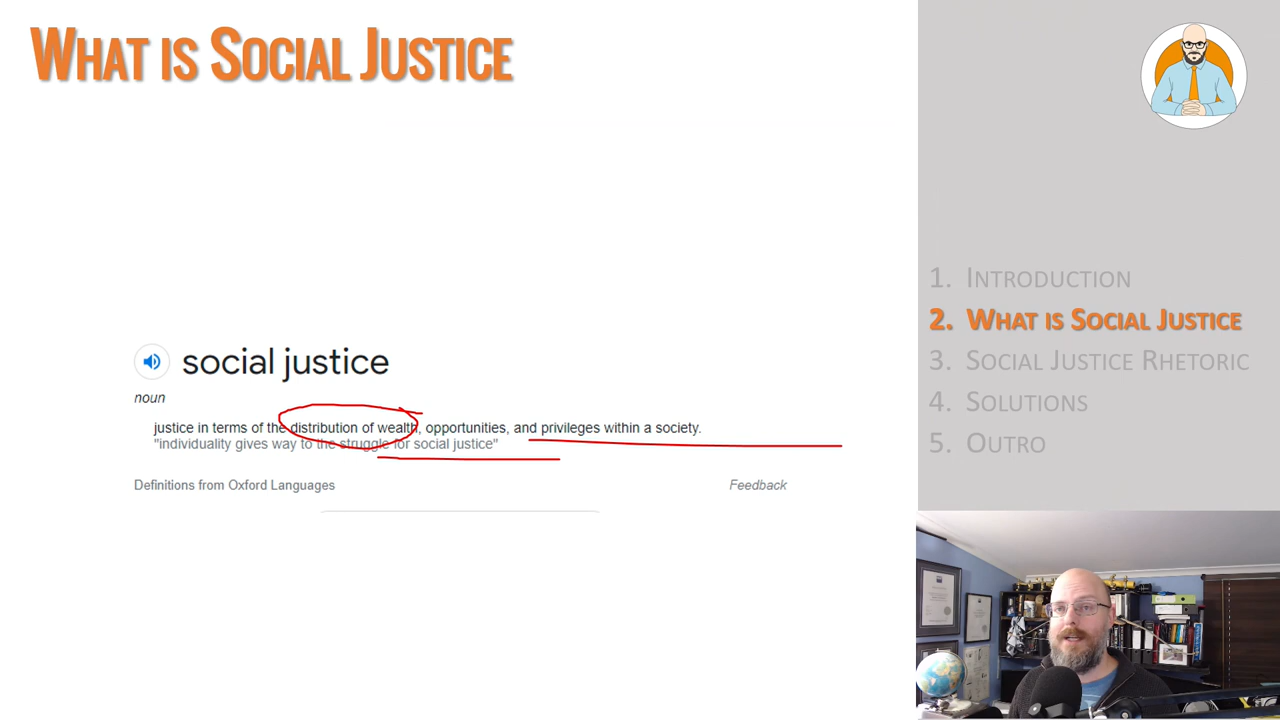 WHAT IS SOCIAL JUSTICE
social justice
noun
justice in terms of the distribution of wealth, opportunities, and privileges within a society.
"individuality gives way to the struggle for social justice"
Definitions from Oxford Languages
Feedback
1. INTRODUCTION
2. WHAT IS SOCIAL JUSTICE
3. SOCIAL JUSTICE RHETORIC
4. SOLUTIONS
5. OUTRO